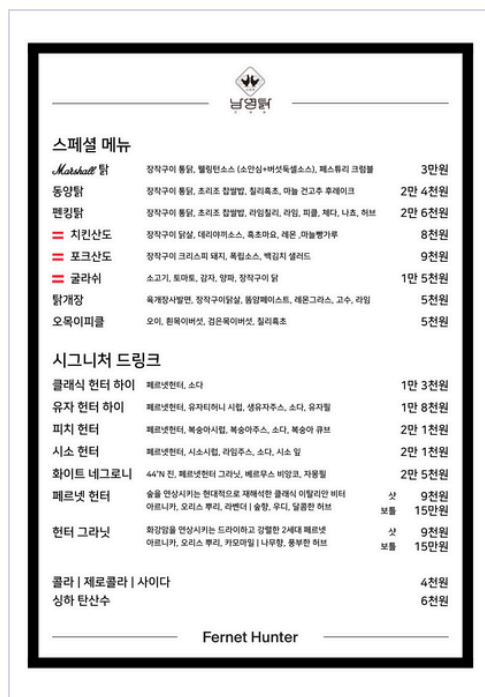 남영탉
스페셜 메뉴
Marshall 탉 장작구이 통닭, 웰링턴소스 (소안심+버섯둑셀소스), 페스튜리 크럼블 3만원
동양탉 장작구이 통닭, 초리조 찹쌀밥, 칠리흑초, 마늘 건고추 후레이크 2만 4천원
펜킹탉 장작구이 통닭, 초리조 찹쌀밥, 라임칠리, 라임, 피클, 체다, 나쵸, 허브 2만 6천원
치킨산도 장작구이 닭살, 데리야끼소스, 흑초마요, 레몬 ,마늘빵가루 8천원
포크산도 장작구이 크리스피 돼지, 폭립소스, 백김치 샐러드 9천원
굴라쉬 소고기, 토마토, 감자, 양파, 장작구이 닭 1만 5천원
탉개장 육개장사발면, 장작구이닭살, 똠얌페이스트, 레몬그라스, 고수, 라임 5천원
오목이피클 오이, 흰목이버섯, 검은목이버섯, 칠리흑초 5천원
시그니처 드링크
클래식 헌터 하이 페르넷헌터, 소다 1만 3천원
유자 헌터 하이 페르넷헌터, 유자티허니 시럽, 생유자주스, 소다, 유자필 1만 8천원
피치 헌터 페르넷헌터, 복숭아시럽, 복숭아주스, 소다, 복숭아 큐브 2만 1천원
시소 헌터 페르넷헌터, 시소시럽, 라임주스, 소다, 시소 잎 2만 1천원
화이트 네그로니 44°N 진, 페르넷헌터 그라닛, 베르무스 비앙코, 자몽필 2만 5천원
페르넷 헌터 숲을 연상시키는 현대적으로 재해석한 클래식 이탈리안 비터 샷 9천원
아르니카, 오리스 뿌리, 라벤더 | 숲향, 우디, 달콤한 허브 보틀 15만원
헌터 그라닛 화강암을 연상시키는 드라이하고 강렬한 2세대 페르넷 샷 9천원
아르니카, 오리스 뿌리, 카모마일 | 나무향, 풍부한 허브 보틀 15만원
콜라 | 제로콜라 | 사이다 4천원
싱하 탄산수 6천원
Fernet Hunter